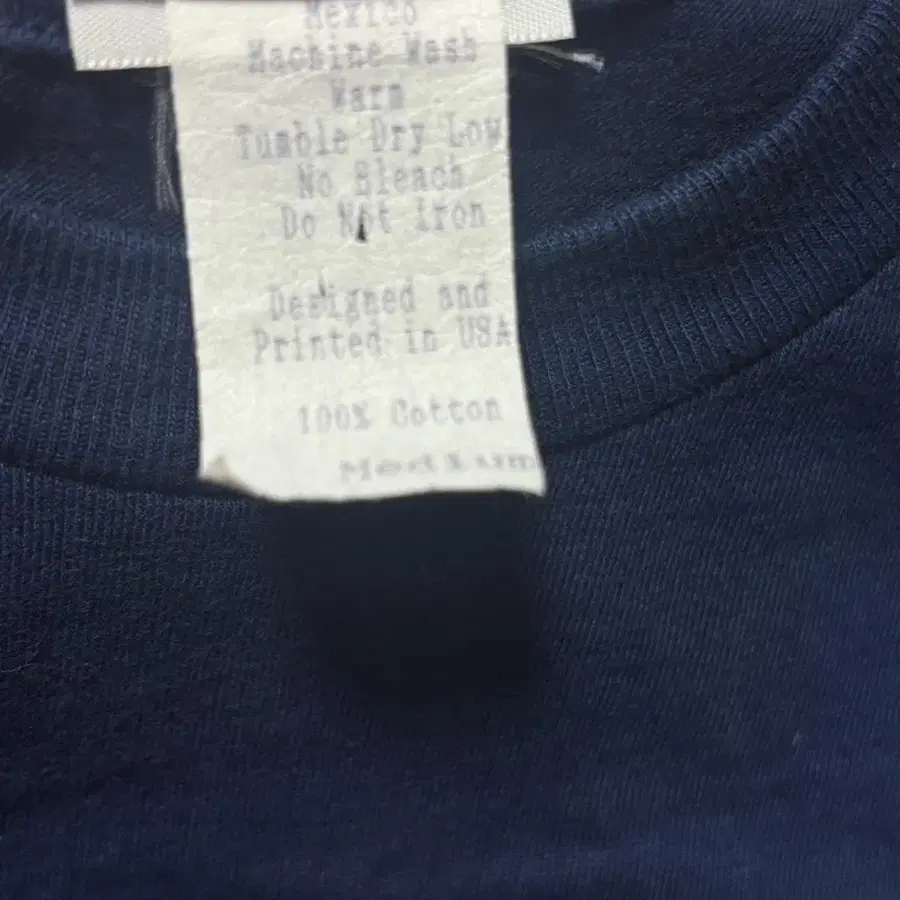 Mexico
Machine Wash
Warm
Tumble Dry Low
No Bleach
Do Not Iron
Designed and
Printed in USA
100% Cotton
Medium